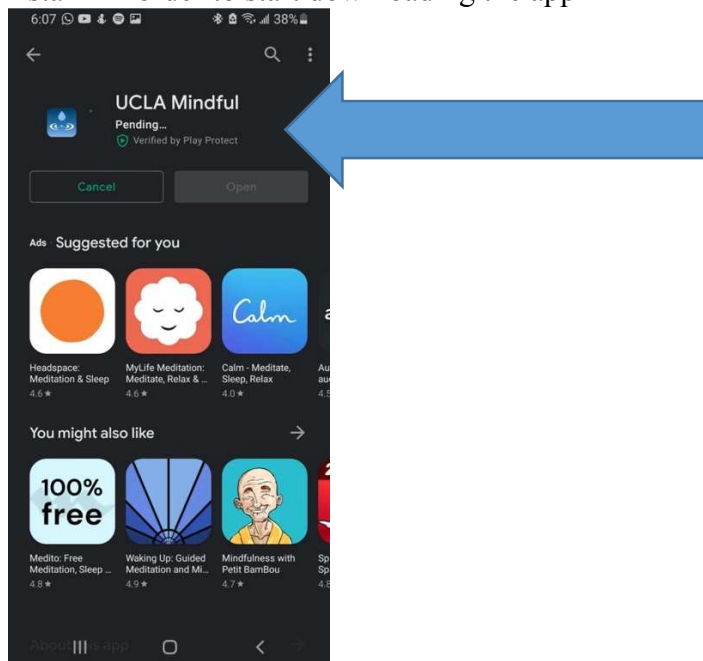 6:07 38%
UCLA Mindful
Pending...
Verified by Play Protect
Cancel Open
Ads · Suggested for you
Calm
Headspace: Meditation & Sleep
4.6 ★
MyLife Meditation: Meditate, Relax & ...
4.6 ★
Calm - Meditate, Sleep, Relax
4.0 ★
You might also like
100%
free
Medito: Free Meditation, Sleep ...
4.8 ★
Waking Up: Guided Meditation and Mi...
4.9 ★
Mindfulness with Petit BamBou
4.7 ★